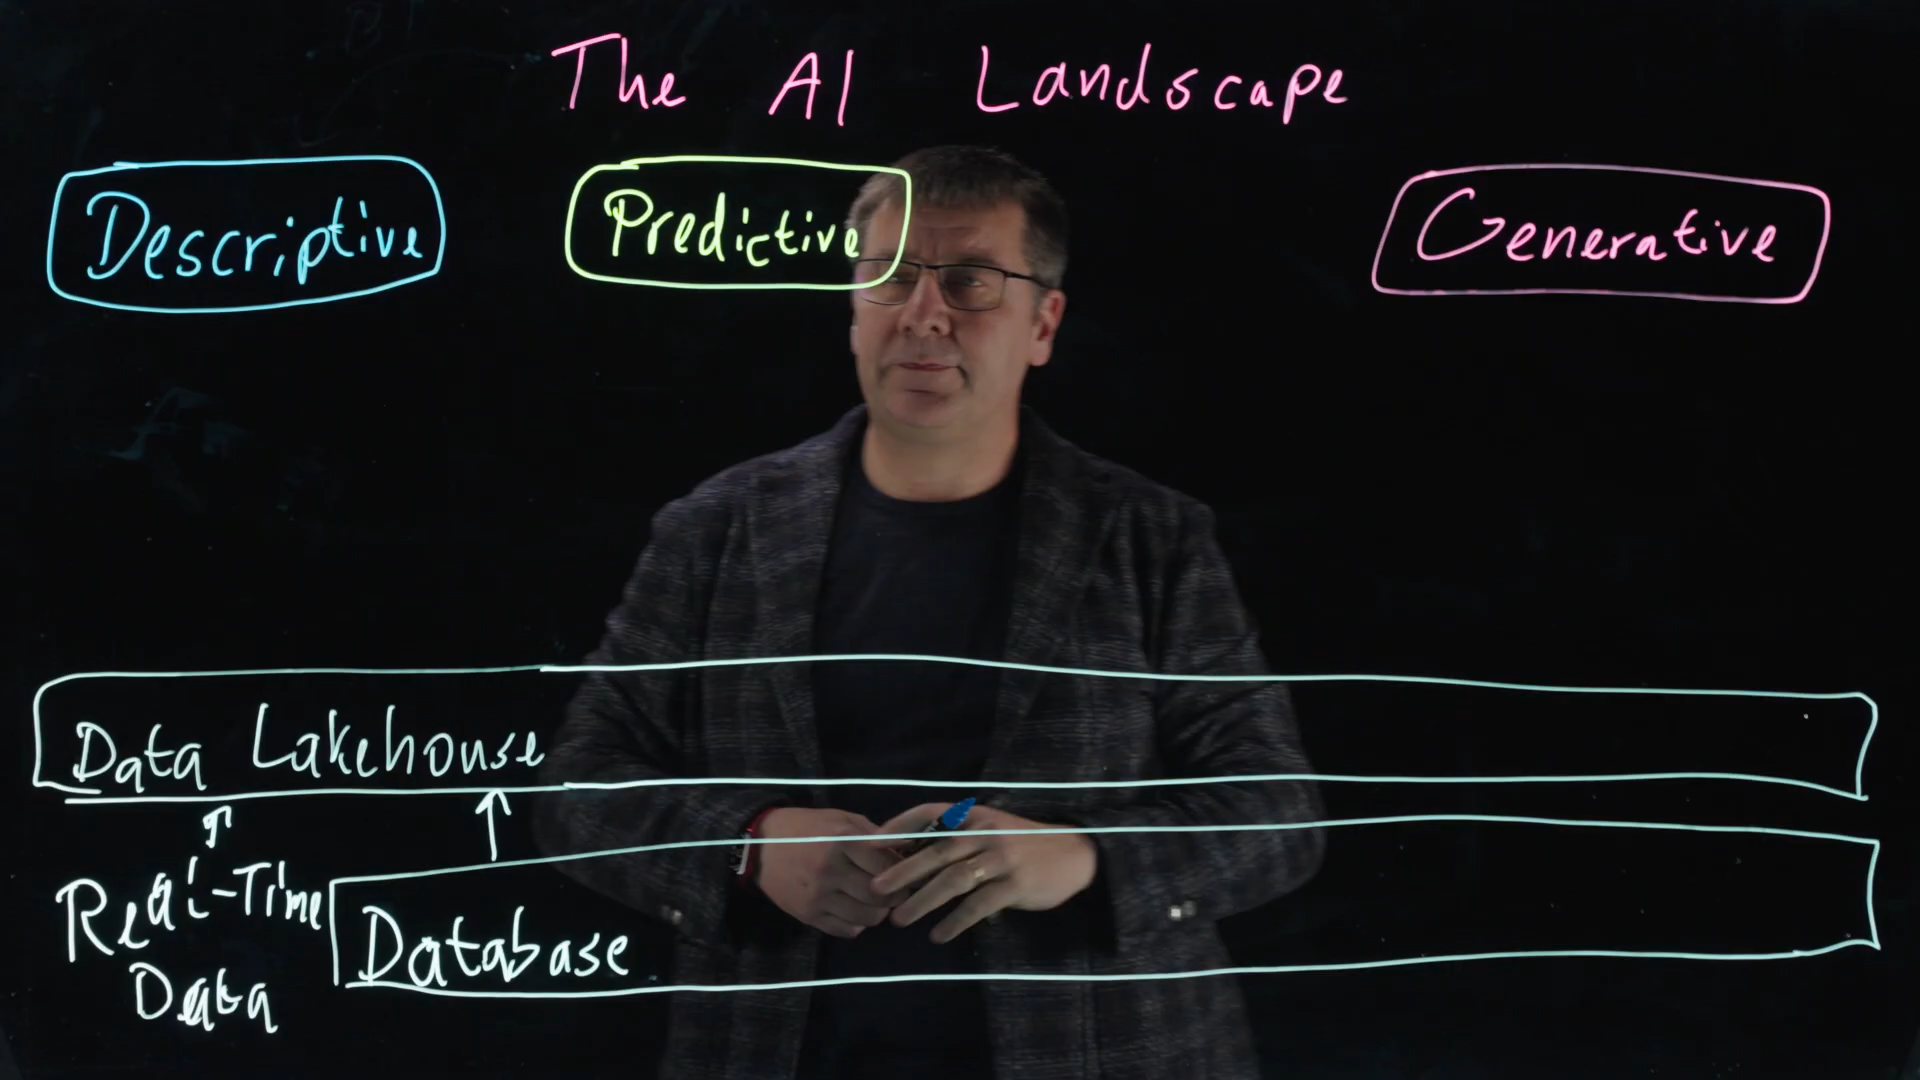 The AI Landscape
Descriptive
Predictive
Generative
Data Lakehouse
Real-Time
Data
Database